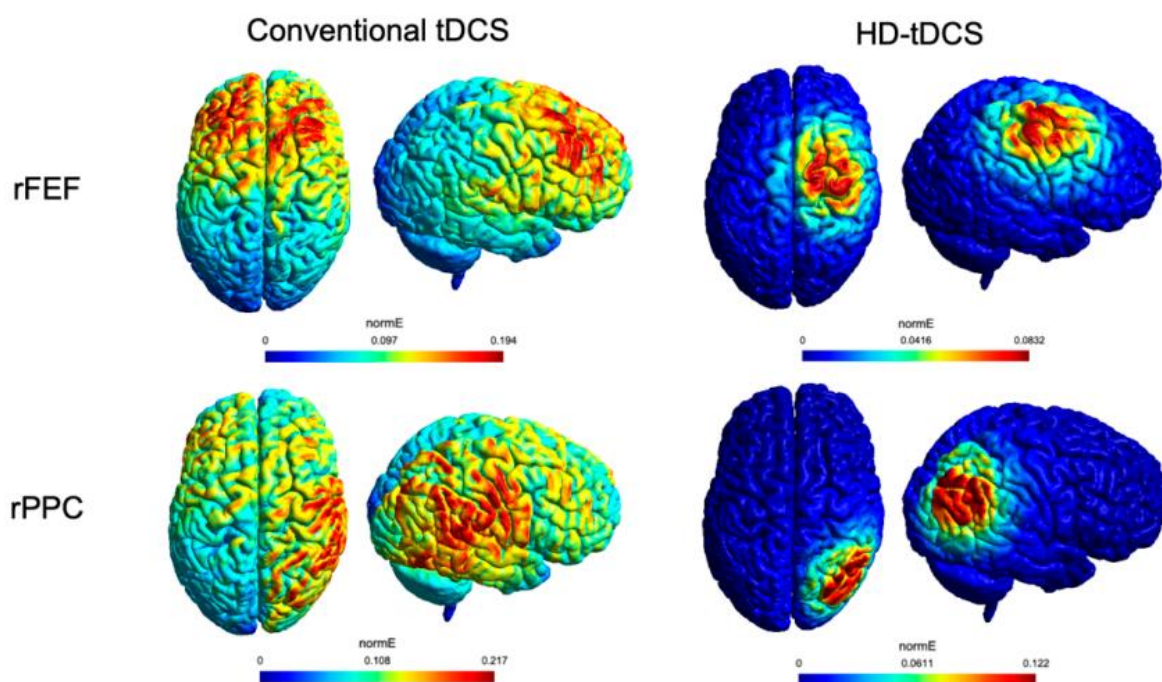 Conventional tDCS
HD-tDCS
rFEF
normE
0 0.097 0.194
normE
0 0.0416 0.0832
rPPC
normE
0 0.108 0.217
normE
0 0.0611 0.122